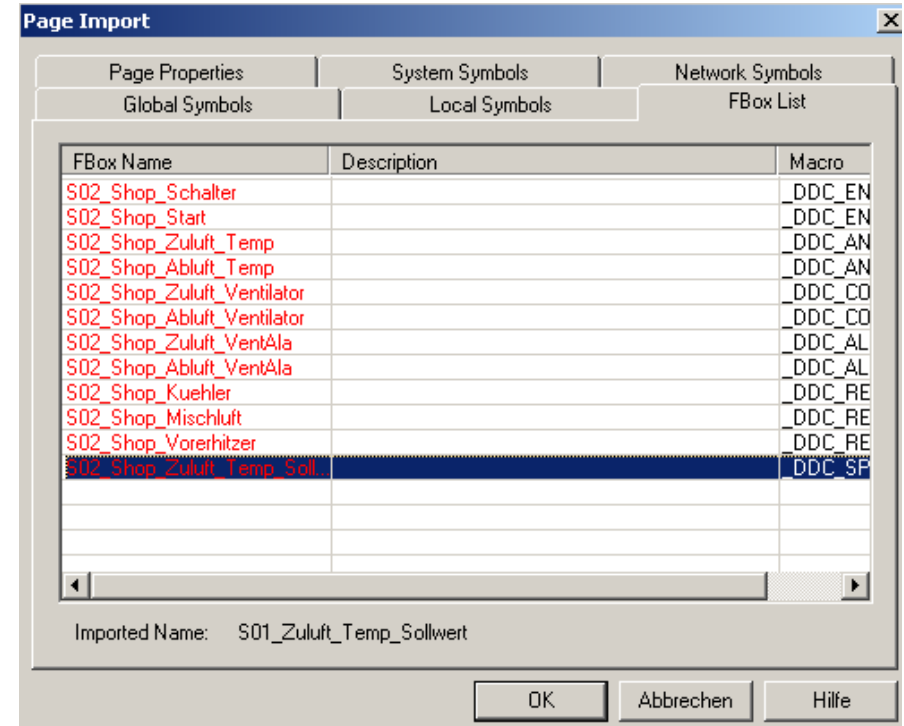 Page Import
Page Properties System Symbols Network Symbols
Global Symbols Local Symbols FBox List
FBox Name Description Macro
S02_Shop_Schalter _DDC_EN
S02_Shop_Start _DDC_EN
S02_Shop_Zuluft_Temp _DDC_AN
S02_Shop_Abluft_Temp _DDC_AN
S02_Shop_Zuluft_Ventilator _DDC_CO
S02_Shop_Abluft_Ventilator _DDC_CO
S02_Shop_Zuluft_VentAla _DDC_AL
S02_Shop_Abluft_VentAla _DDC_AL
S02_Shop_Kuehler _DDC_RE
S02_Shop_Mischluft _DDC_RE
S02_Shop_Vorerhitzer _DDC_RE
S02_Shop_Zuluft_Temp_Soll... _DDC_SP
Imported Name: S01_Zuluft_Temp_Sollwert
OK Abbrechen Hilfe